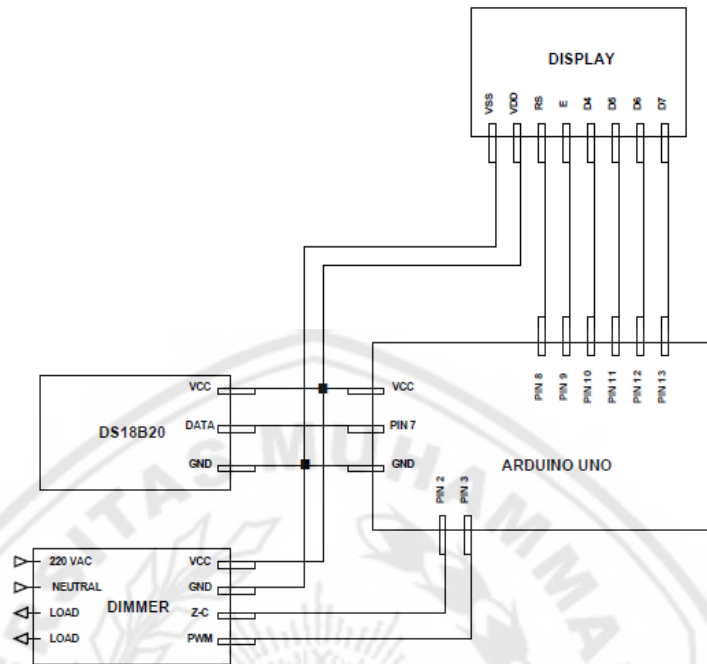 DISPLAY
VSS VDD RS E D4 D5 D6 D7
PIN 8 PIN 9 PIN 10 PIN 11 PIN 12 PIN 13
VCC VCC
DS18B20 DATA PIN 7
GND GND
ARDUINO UNO
PIN 2 PIN 3
220 VAC VCC
NEUTRAL GND
DIMMER
LOAD Z-C
LOAD PWM
SITAS MUHAMMA